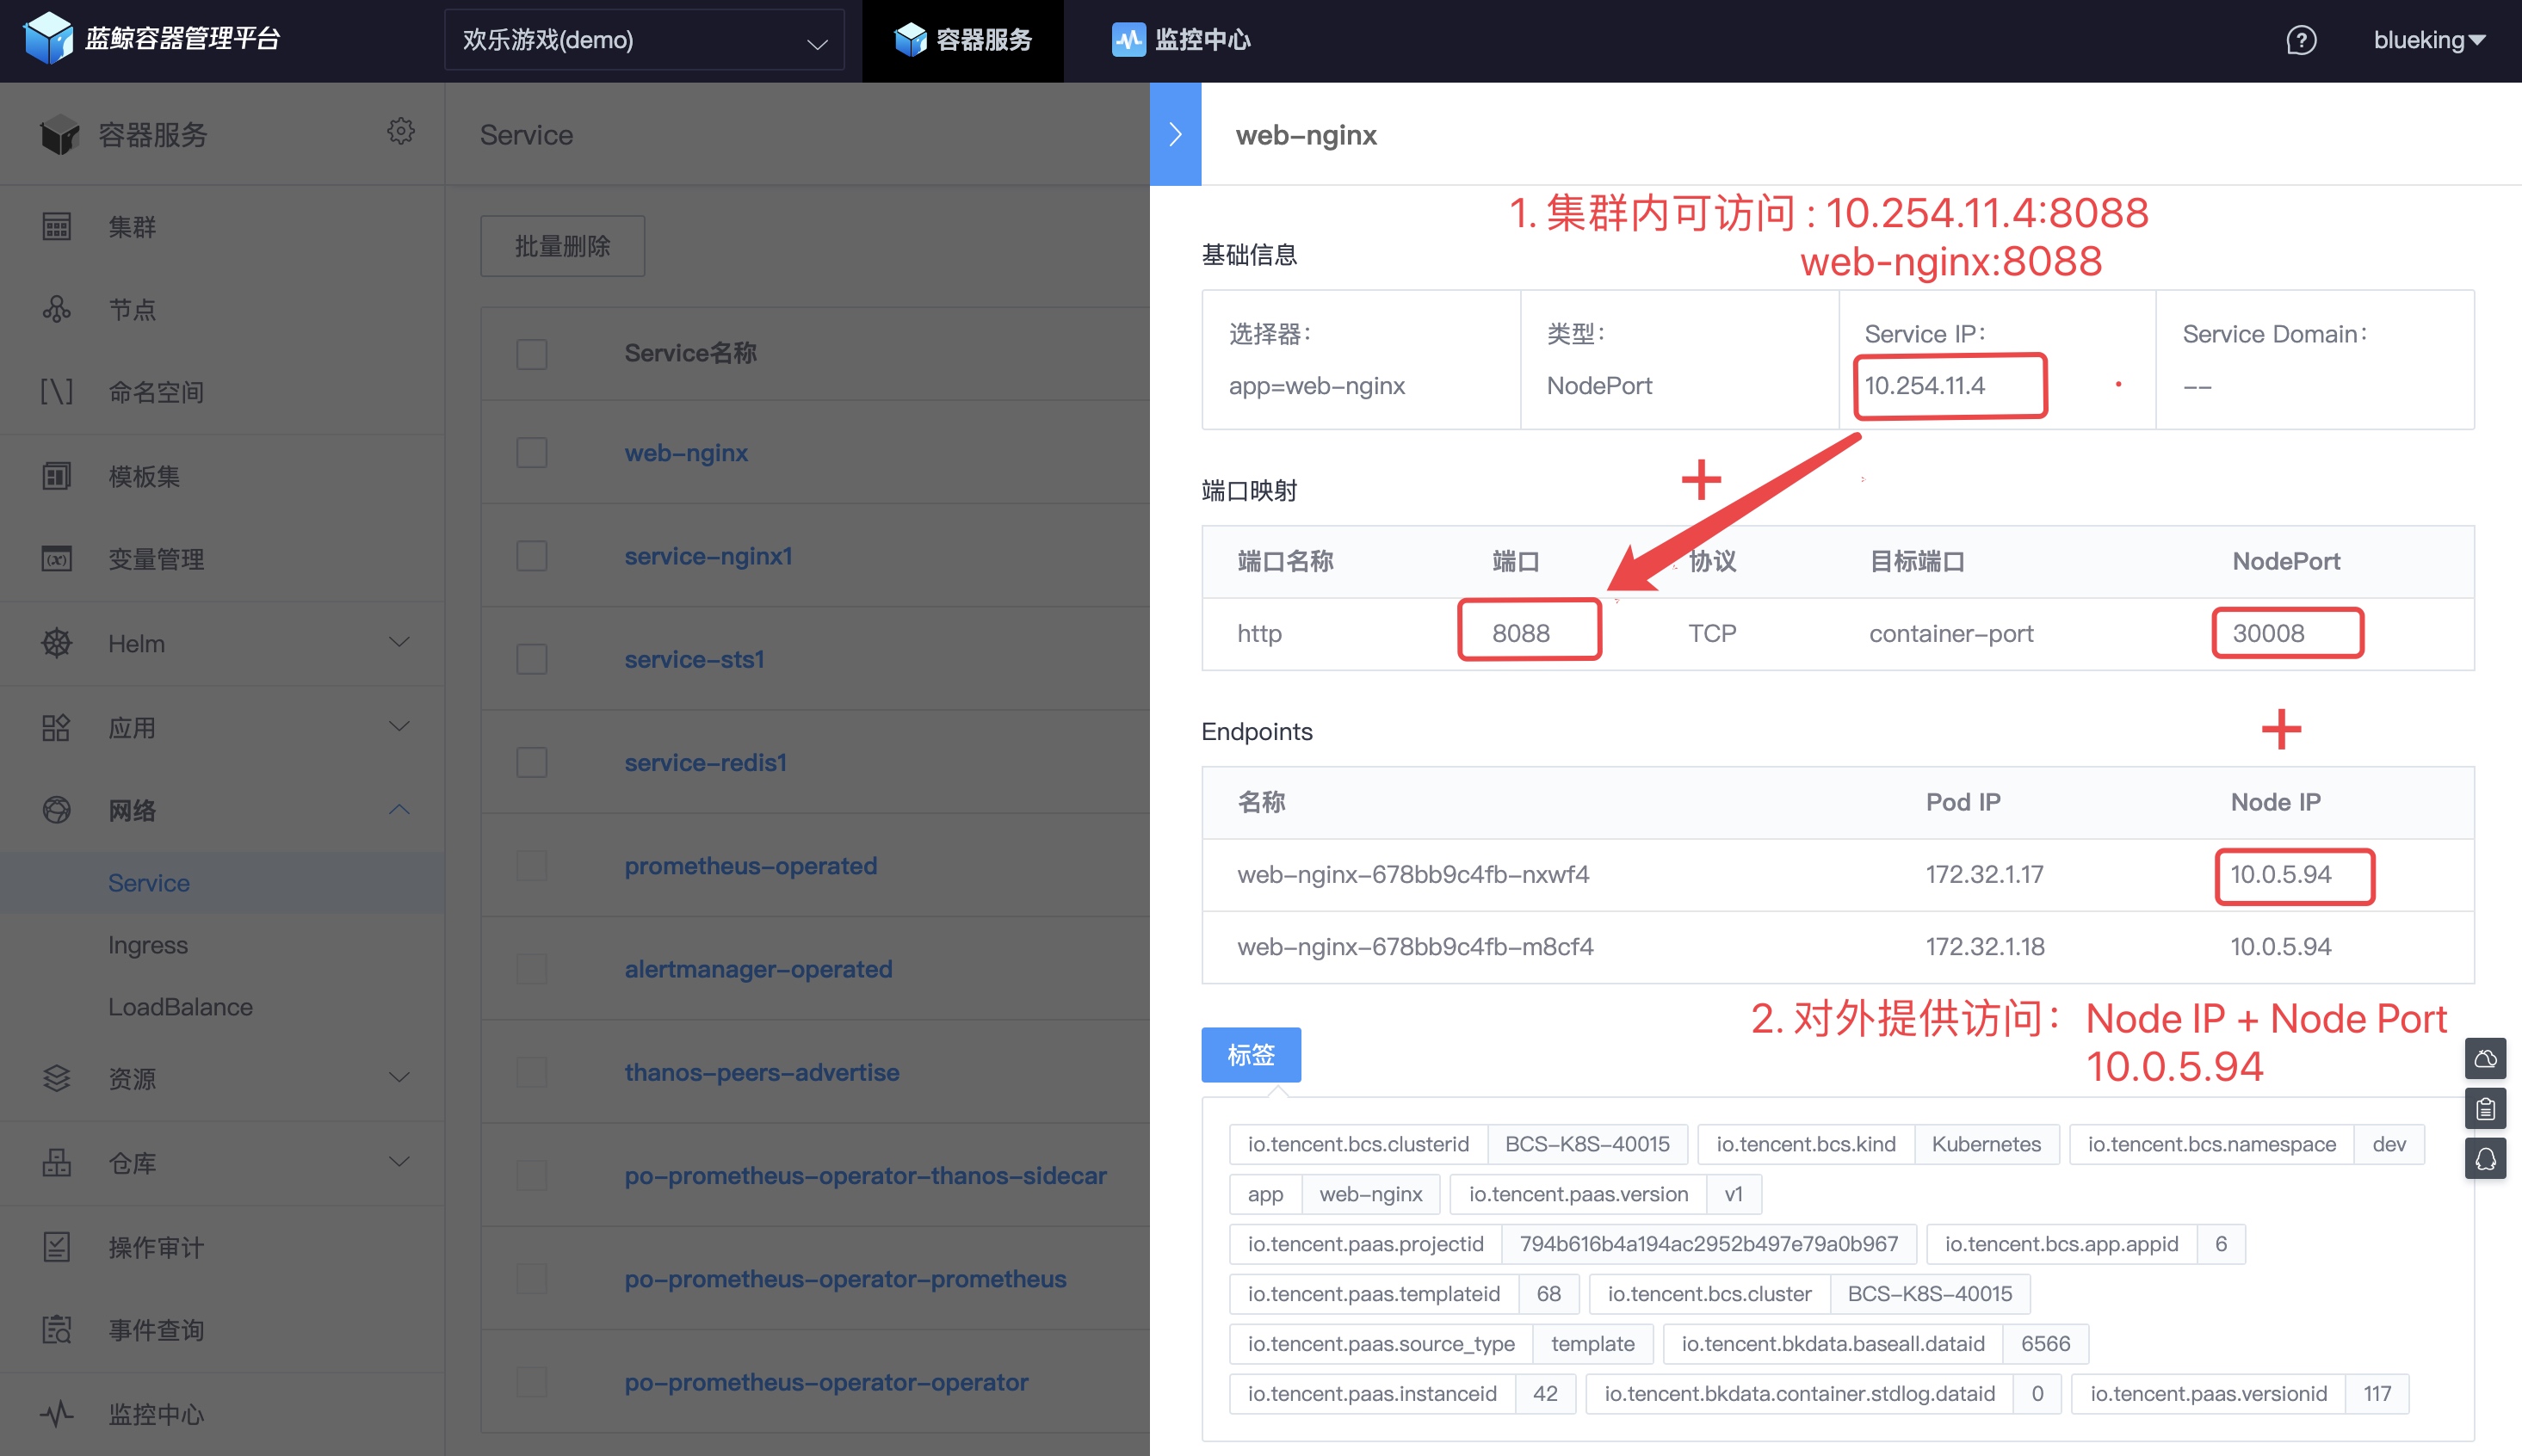 蓝鲸容器管理平台
欢乐游戏(demo)
容器服务
监控中心
blueking
容器服务
集群
节点
命名空间
模板集
变量管理
Helm
应用
网络
Service
Ingress
LoadBalance
资源
仓库
操作审计
事件查询
监控中心
Service
批量删除
Service名称
web-nginx
service-nginx1
service-sts1
service-redis1
prometheus-operated
alertmanager-operated
thanos-peers-advertise
po-prometheus-operator-thanos-sidecar
po-prometheus-operator-prometheus
po-prometheus-operator-operator
web-nginx
1. 集群内可访问 : 10.254.11.4:8088
web-nginx:8088
基础信息
选择器: 类型: Service IP: Service Domain:
app=web-nginx NodePort 10.254.11.4 --
+
端口映射
端口名称 端口 协议 目标端口 NodePort
http 8088 TCP container-port 30008
+
Endpoints
名称 Pod IP Node IP
web-nginx-678bb9c4fb-nxwf4 172.32.1.17 10.0.5.94
web-nginx-678bb9c4fb-m8cf4 172.32.1.18 10.0.5.94
2. 对外提供访问： Node IP + Node Port
10.0.5.94
标签
io.tencent.bcs.clusterid BCS-K8S-40015 io.tencent.bcs.kind Kubernetes io.tencent.bcs.namespace dev
app web-nginx io.tencent.paas.version v1
io.tencent.paas.projectid 794b616b4a194ac2952b497e79a0b967 io.tencent.bcs.app.appid 6
io.tencent.paas.templateid 68 io.tencent.bcs.cluster BCS-K8S-40015
io.tencent.paas.source_type template io.tencent.bkdata.baseall.dataid 6566
io.tencent.paas.instanceid 42 io.tencent.bkdata.container.stdlog.dataid 0 io.tencent.paas.versionid 117